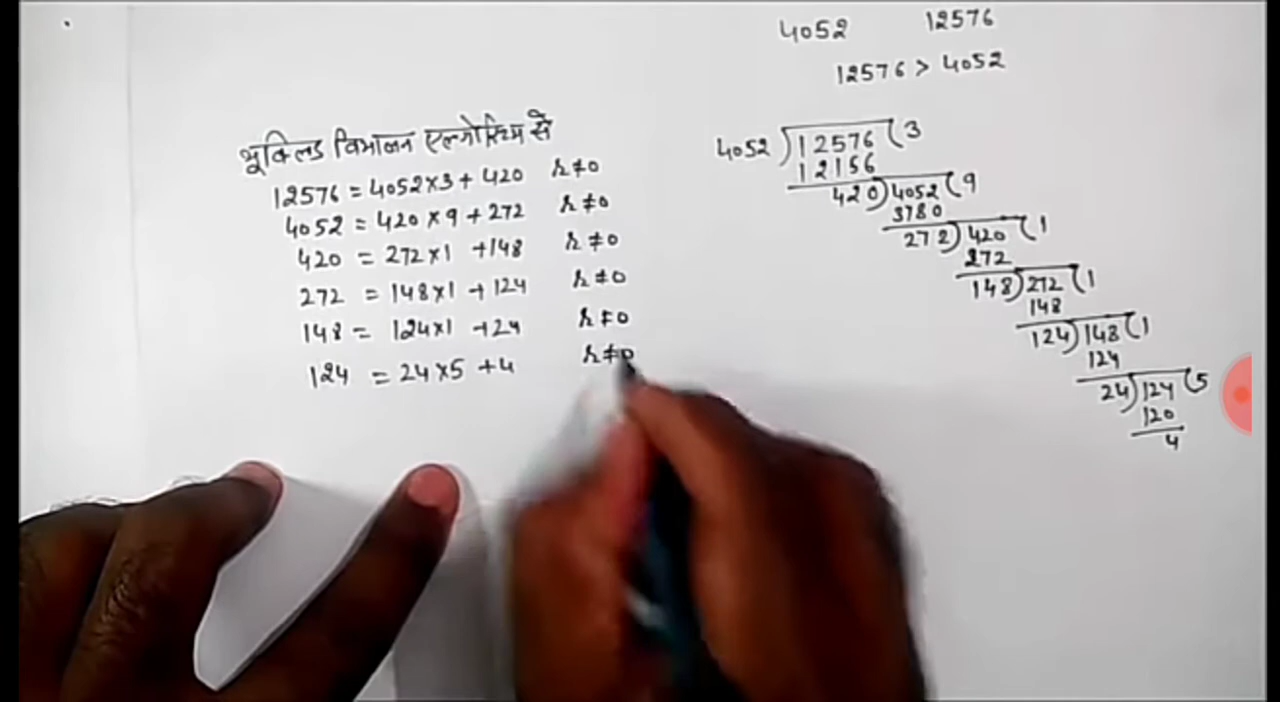 4052 12576
12576 > 4052
यूक्लिड विभाजन एल्गोरिथ्म से
12576 = 4052×3 + 420 r ≠ 0
4052 = 420 × 9 + 272 r ≠ 0
420 = 272×1 + 148 r ≠ 0
272 = 148×1 + 124 r ≠ 0
148 = 124×1 + 24 r ≠ 0
124 = 24×5 + 4 r ≠ 0
4052 ) 12576 ( 3
12156
420 ) 4052 ( 9
3780
272 ) 420 ( 1
272
148 ) 272 ( 1
148
124 ) 148 ( 1
124
24 ) 124 ( 5
120
4